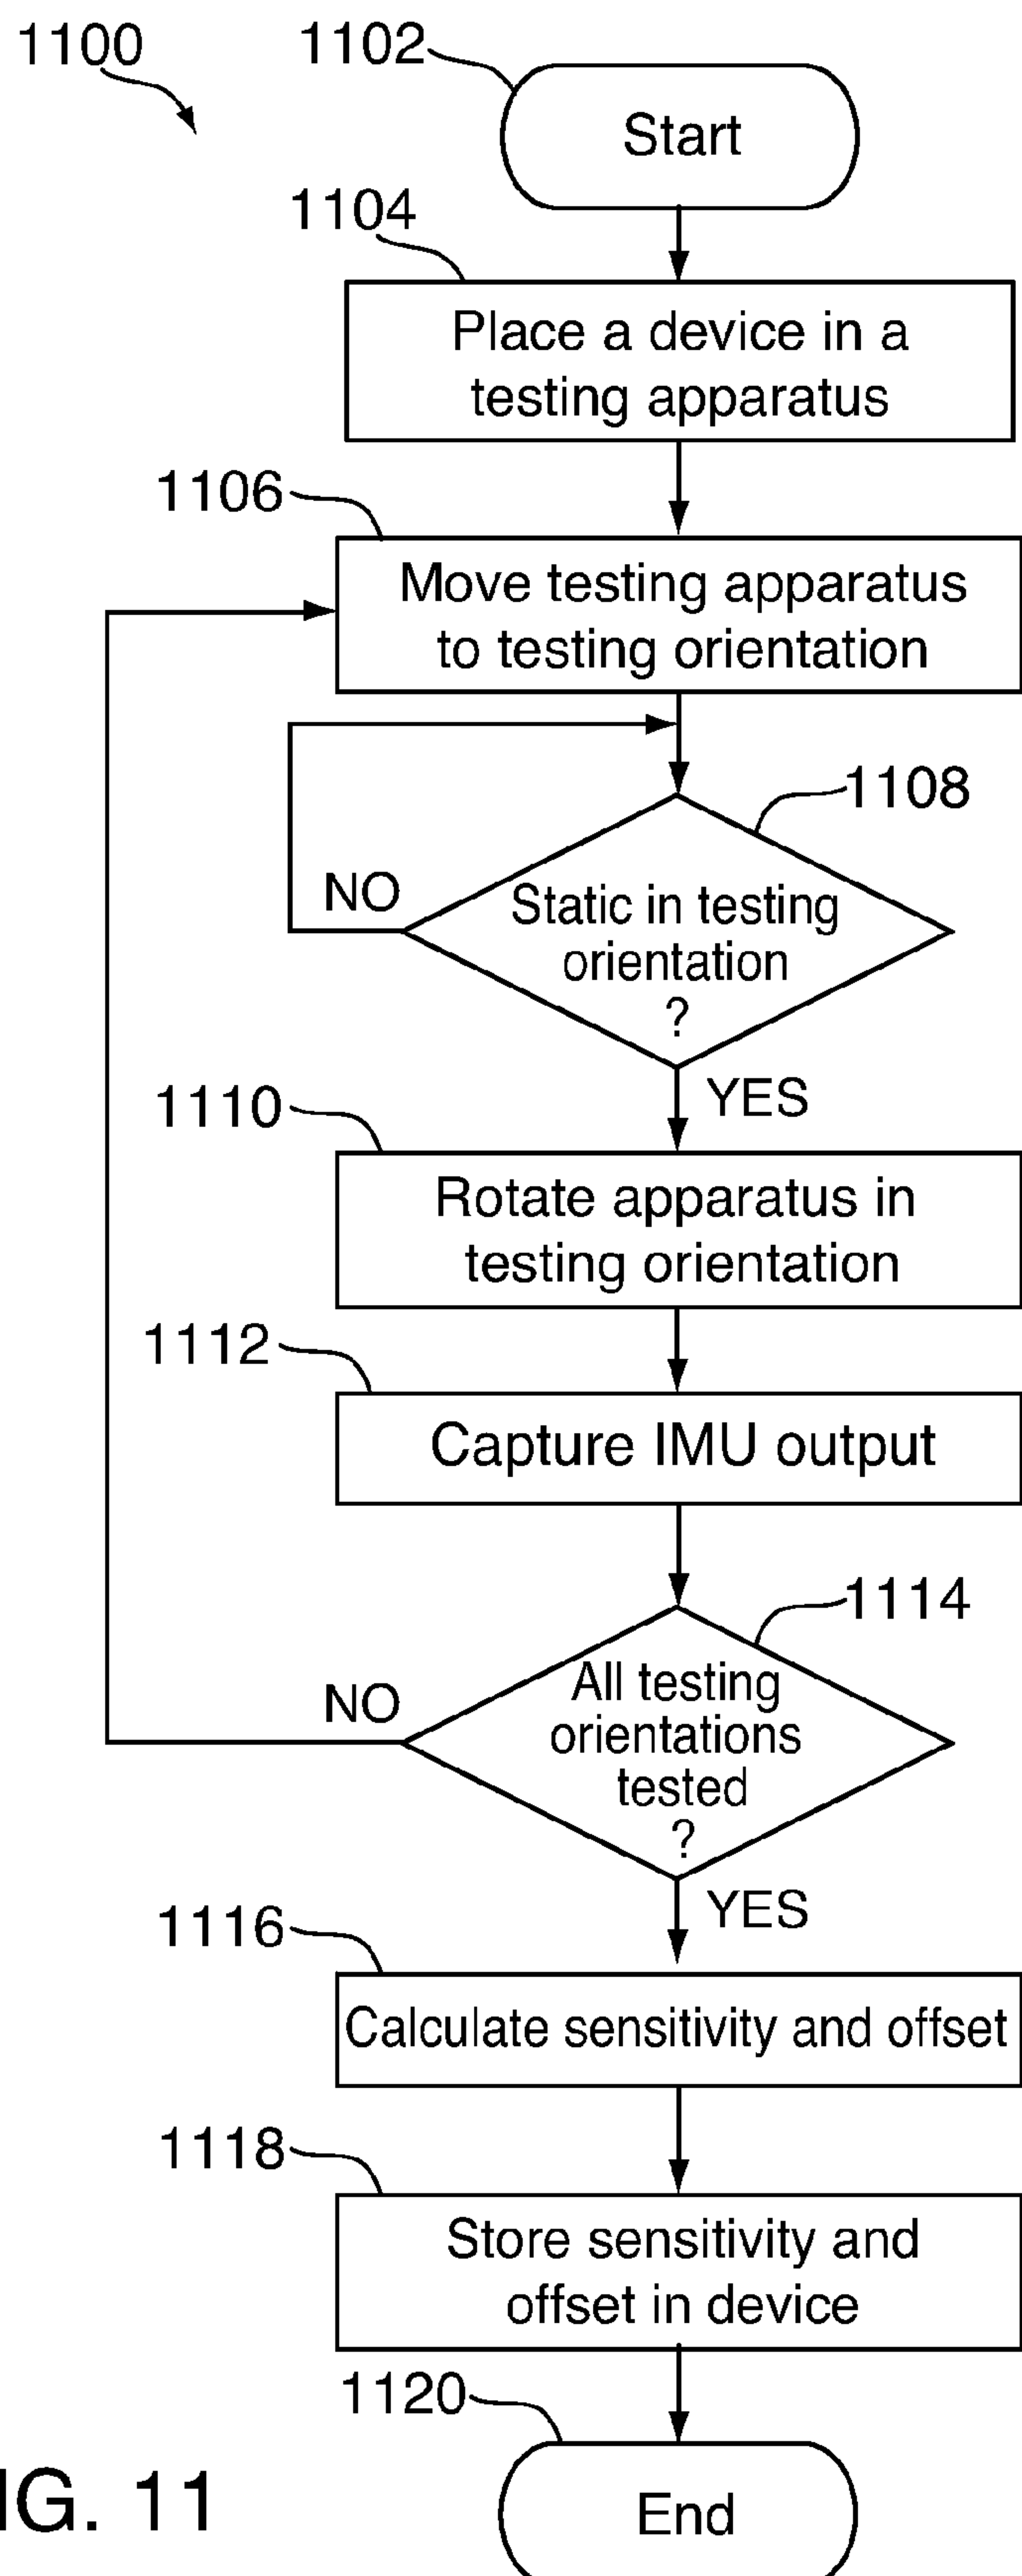 1100
1102
Start
1104
Place a device in a
testing apparatus
1106
Move testing apparatus
to testing orientation
1108
NO
Static in testing
orientation
?
YES
1110
Rotate apparatus in
testing orientation
1112
Capture IMU output
1114
NO
All testing
orientations
tested
?
YES
1116
Calculate sensitivity and offset
1118
Store sensitivity and
offset in device
1120
End
IG. 11